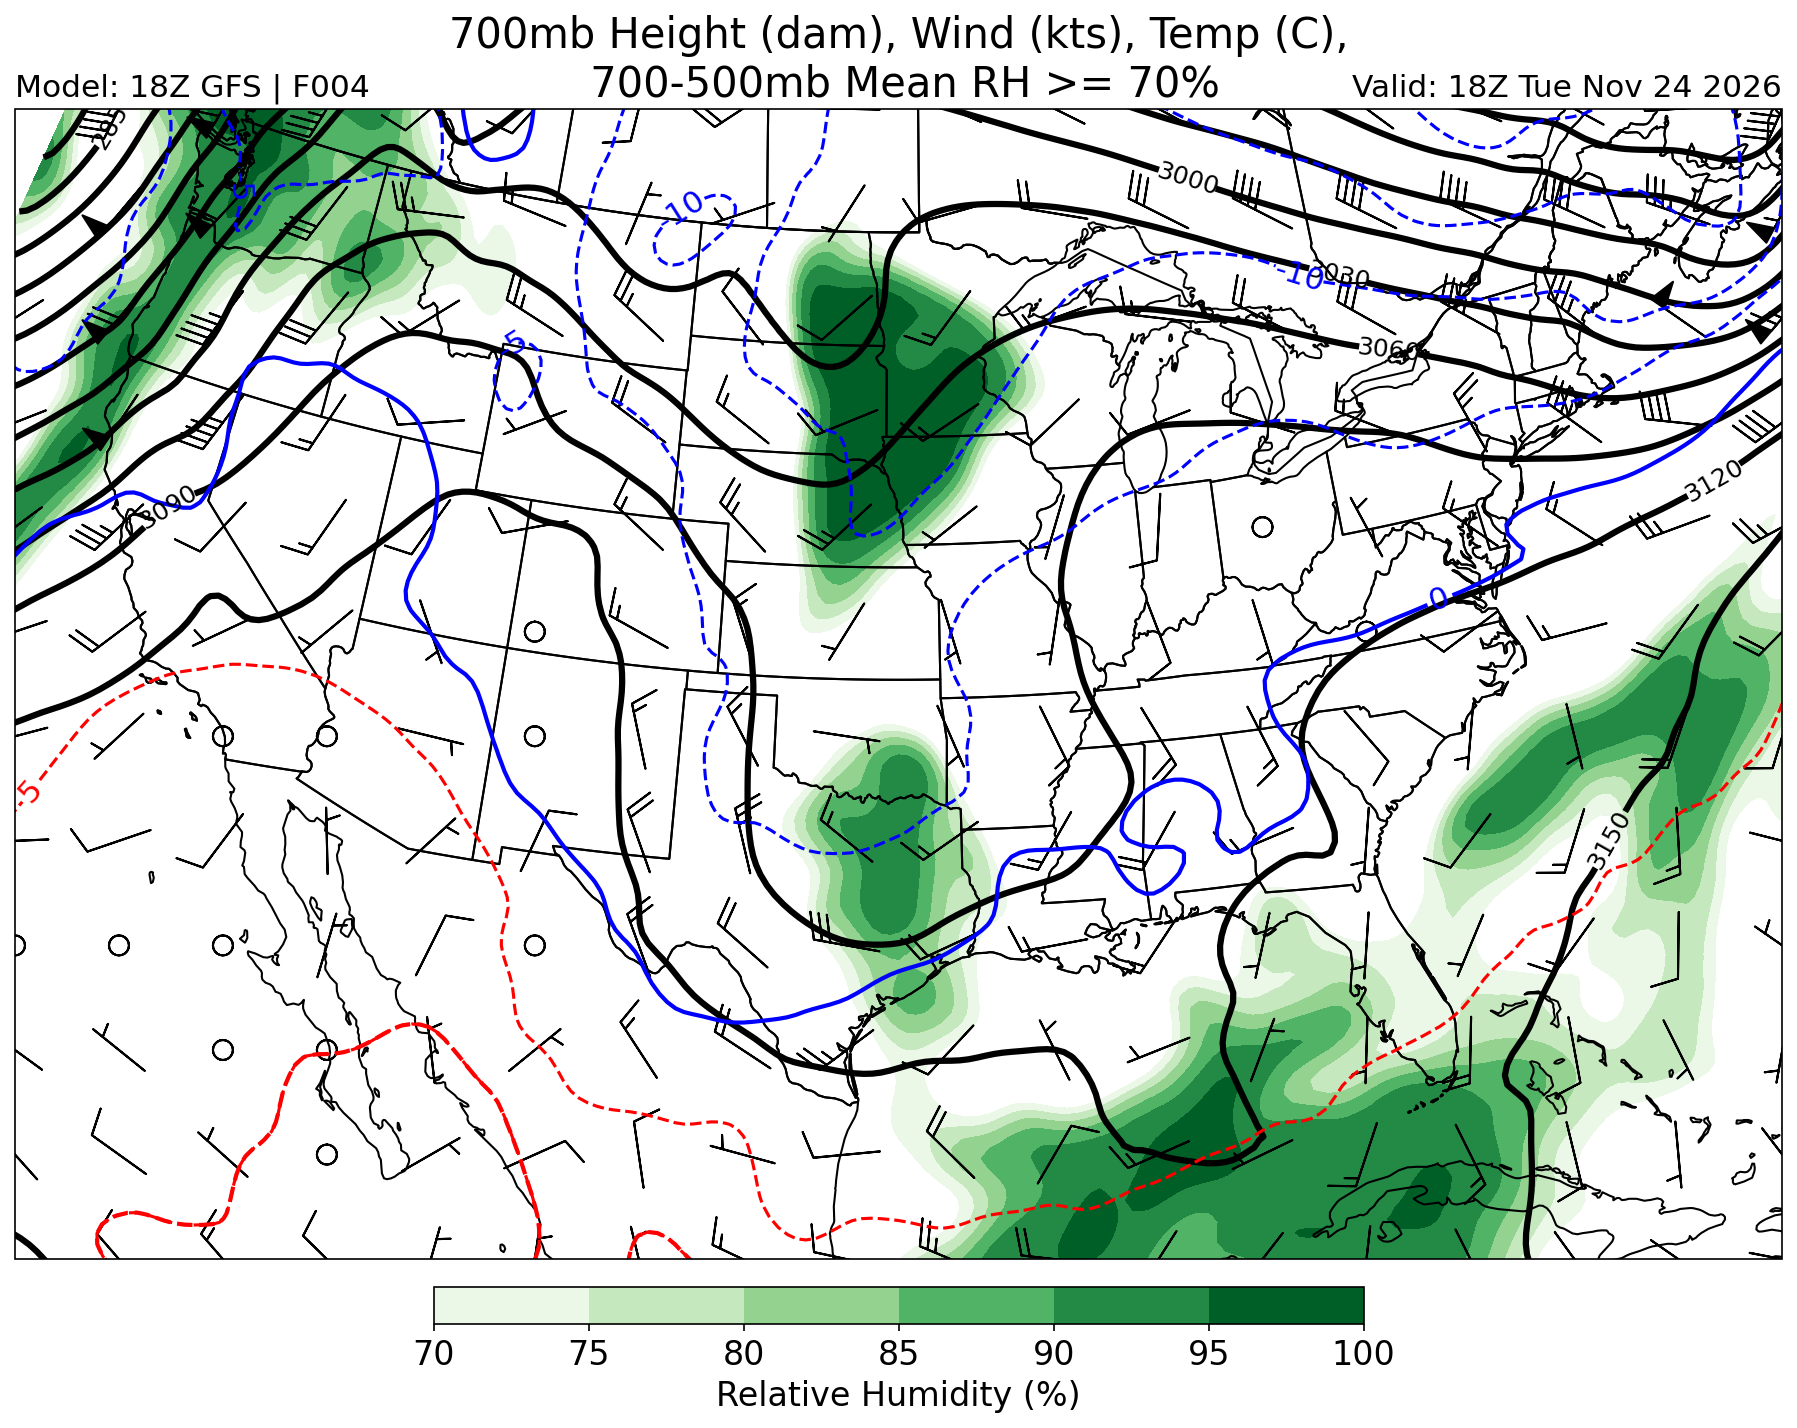 700mb Height (dam), Wind (kts), Temp (C),
700-500mb Mean RH >= 70%
Model: 18Z GFS | F004
Valid: 18Z Tue Nov 24 2026
3000
-10
-10
3030
3060
-5
3090
3120
0
3150
70 75 80 85 90 95 100
Relative Humidity (%)